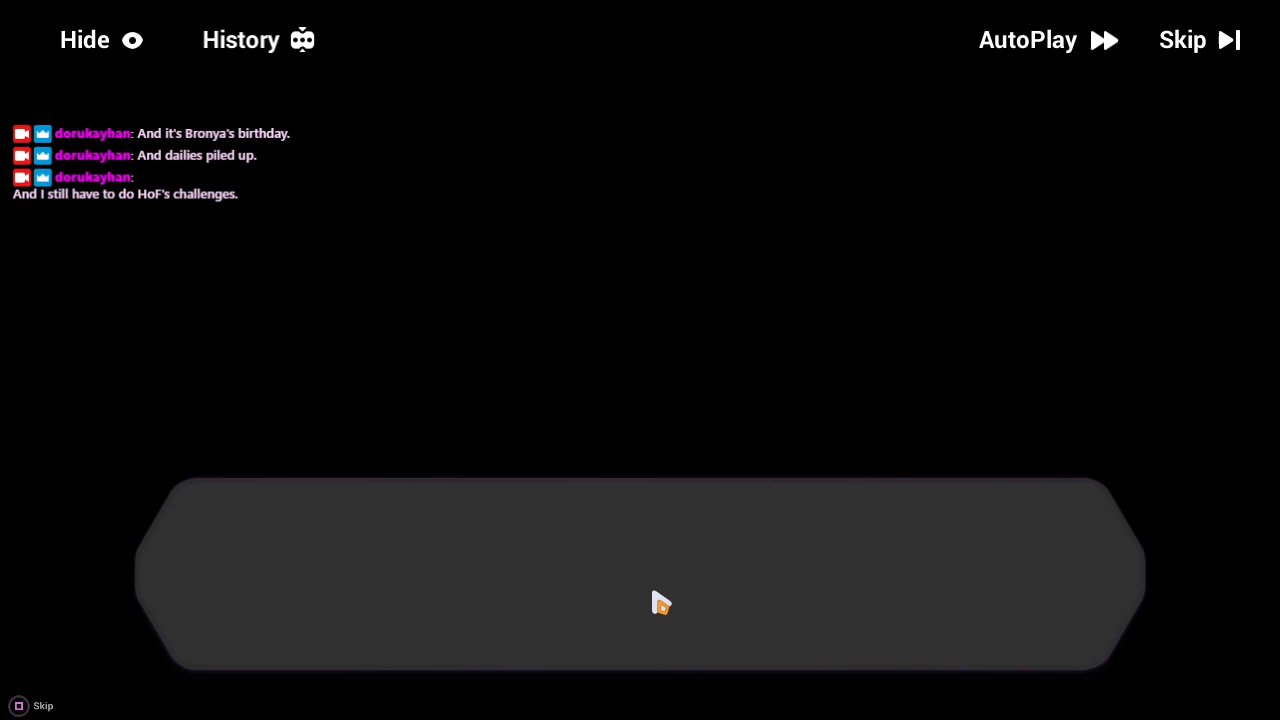 Hide
History
AutoPlay
Skip
dorukayhan: And it's Bronya's birthday.
dorukayhan: And dailies piled up.
dorukayhan:
And I still have to do HoF's challenges.
Skip